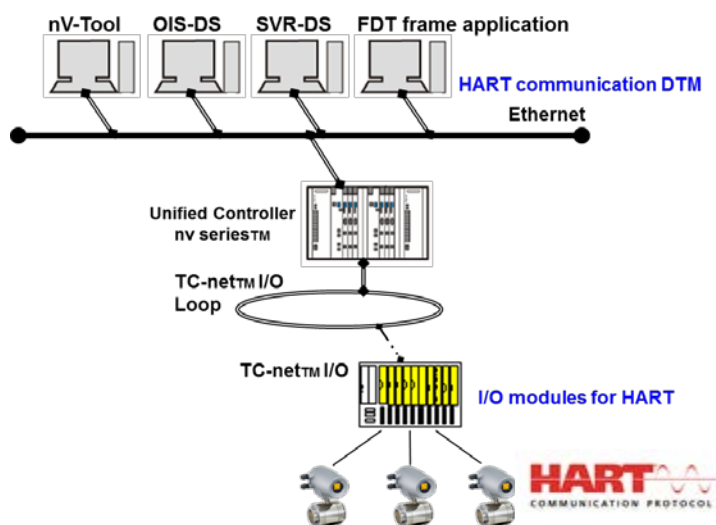 nV-Tool OIS-DS SVR-DS FDT frame application
HART communication DTM
Ethernet
Unified Controller
nv seriesTM
TC-netTM I/O
Loop
TC-netTM I/O
I/O modules for HART
HART
COMMUNICATION PROTOCOL